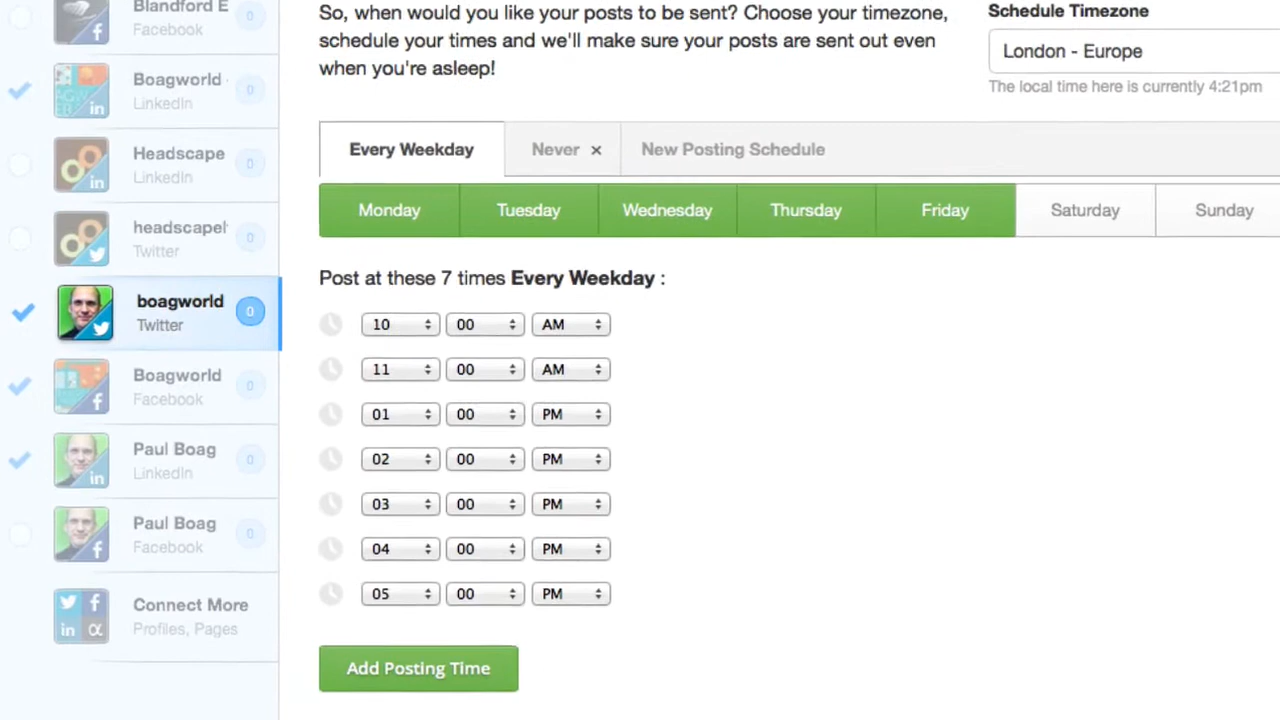 Blandford E
Facebook
Boagworld
0
LinkedIn
Headscape
0
LinkedIn
headscape
0
Twitter
boagworld
0
Twitter
Boagworld
0
Facebook
Paul Boag
0
LinkedIn
Paul Boag
0
Facebook
Connect More
Profiles, Pages
So, when would you like your posts to be sent? Choose your timezone,
schedule your times and we'll make sure your posts are sent out even
when you're asleep!
Schedule Timezone
London - Europe
The local time here is currently 4:21pm
Every Weekday Never × New Posting Schedule
Monday Tuesday Wednesday Thursday Friday Saturday Sunday
Post at these 7 times Every Weekday :
10 00 AM
11 00 AM
01 00 PM
02 00 PM
03 00 PM
04 00 PM
05 00 PM
Add Posting Time